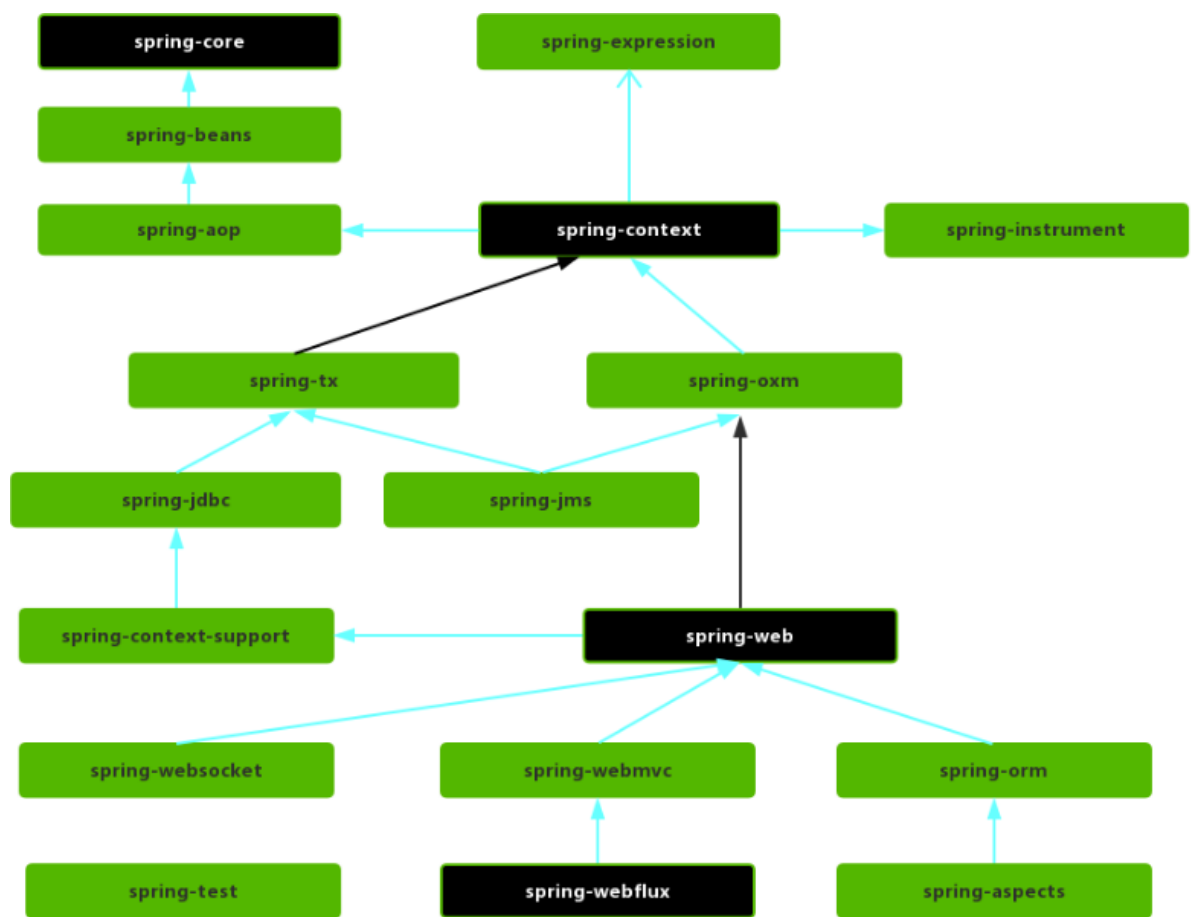 spring-core
spring-expression
spring-beans
spring-aop
spring-context
spring-instrument
spring-tx
spring-oxm
spring-jdbc
spring-jms
spring-context-support
spring-web
spring-websocket
spring-webmvc
spring-orm
spring-test
spring-webflux
spring-aspects